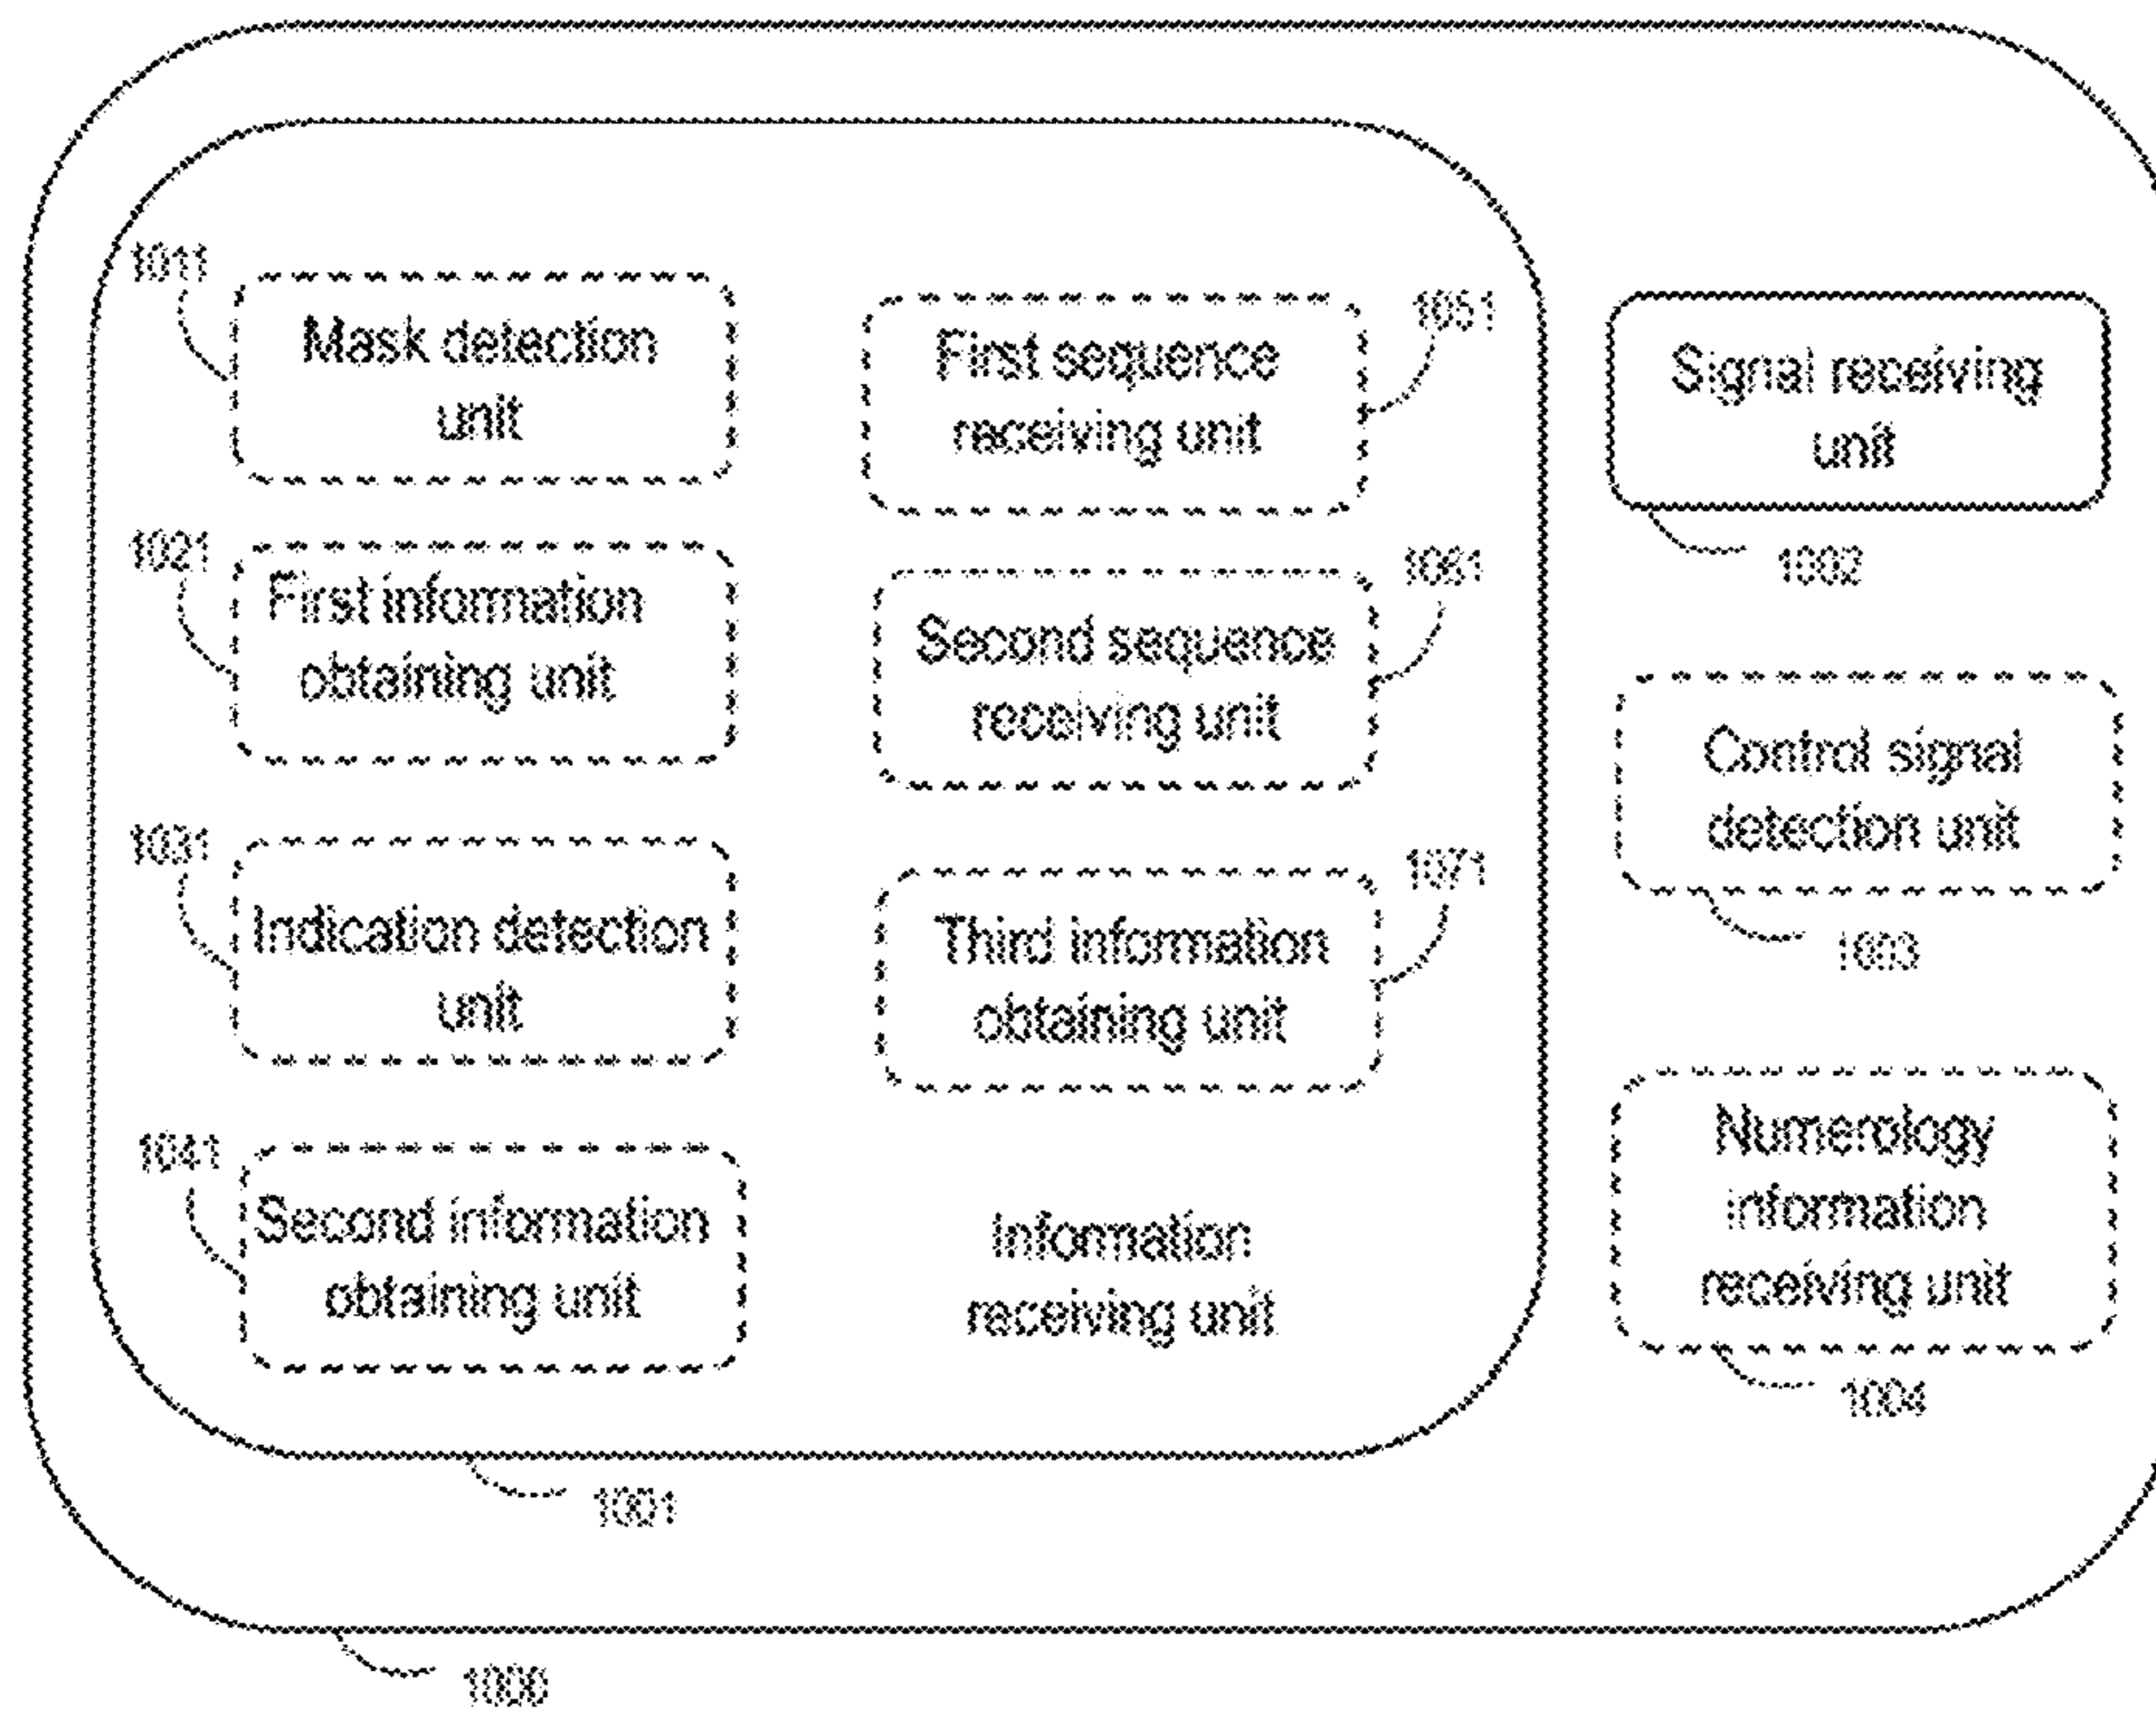 1011
Mask detection
unit
1021
First information
obtaining unit
1031
Indication detection
unit
1041
Second information
obtaining unit
1051
First sequence
receiving unit
1061
Second sequence
receiving unit
1071
Third information
obtaining unit
Information
receiving unit
1001
Signal receiving
unit
1002
Control signal
detection unit
1003
Numerology
information
receiving unit
1004
1000